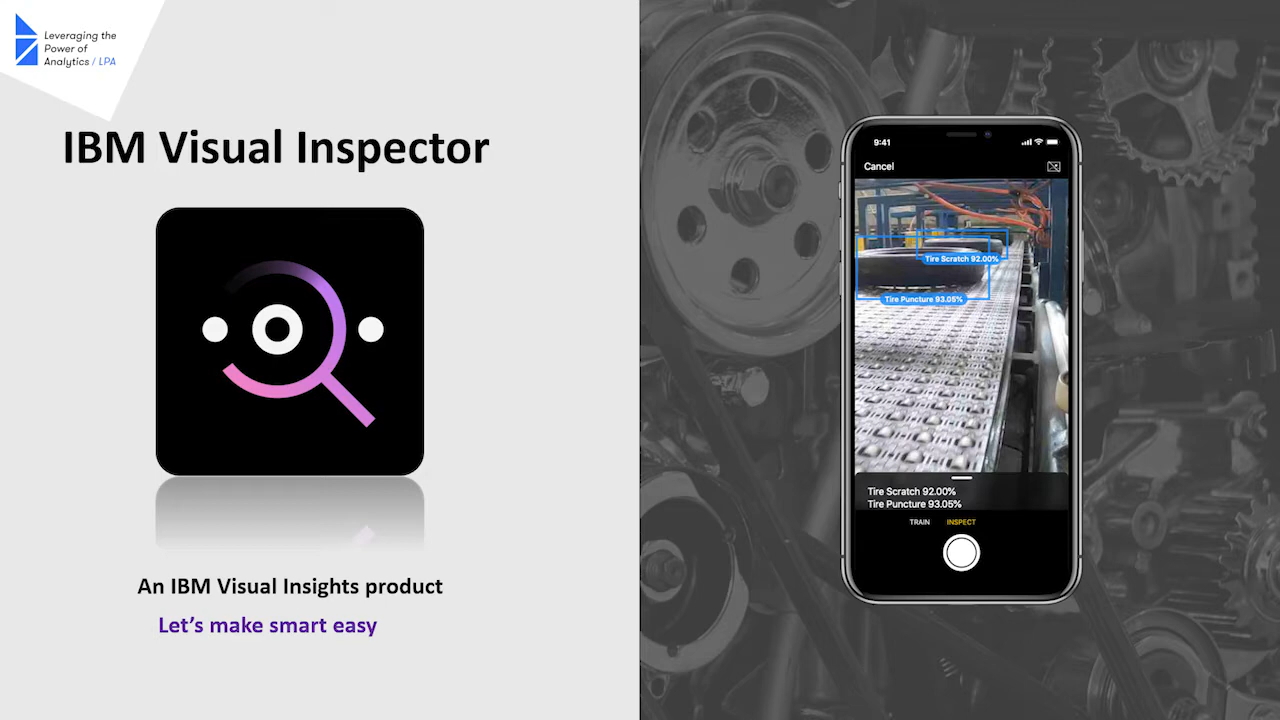 Leveraging the
Power of
Analytics / LPA
IBM Visual Inspector
An IBM Visual Insights product
Let's make smart easy
9:41
Cancel
Tire Scratch 92.00%
Tire Puncture 93.05%
Tire Scratch 92.00%
Tire Puncture 93.05%
TRAIN INSPECT